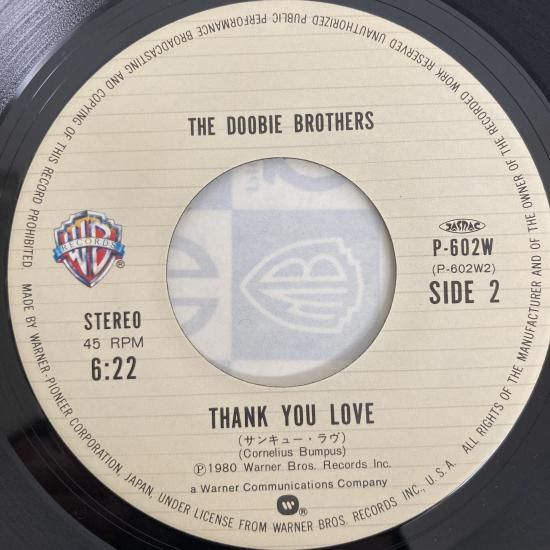 THE DOOBIE BROTHERS
WB
RECORDS
®
JASRAC
P-602W
(P-602W2)
SIDE 2
STEREO
45 RPM
6:22
THANK YOU LOVE
(サンキュー・ラヴ)
(Cornelius Bumpus)
Ⓟ1980 Warner Bros. Records Inc.
a Warner Communications Company
®
MADE BY WARNER-PIONEER CORPORATION, JAPAN, UNDER LICENSE FROM WARNER BROS. RECORDS INC., U.S.A. ALL RIGHTS OF THE MANUFACTURER AND OF THE OWNER OF THE RECORDED WORK RESERVED UNAUTHORIZED PUBLIC PERFORMANCE BROADCASTING AND COPYING OF THIS RECORD PROHIBITED.
WB